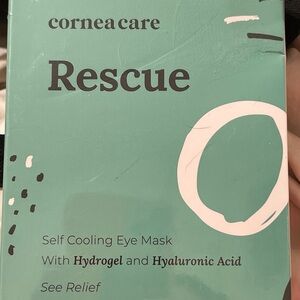 corneacare
Rescue
Self Cooling Eye Mask
With Hydrogel and Hyaluronic Acid
See Relief